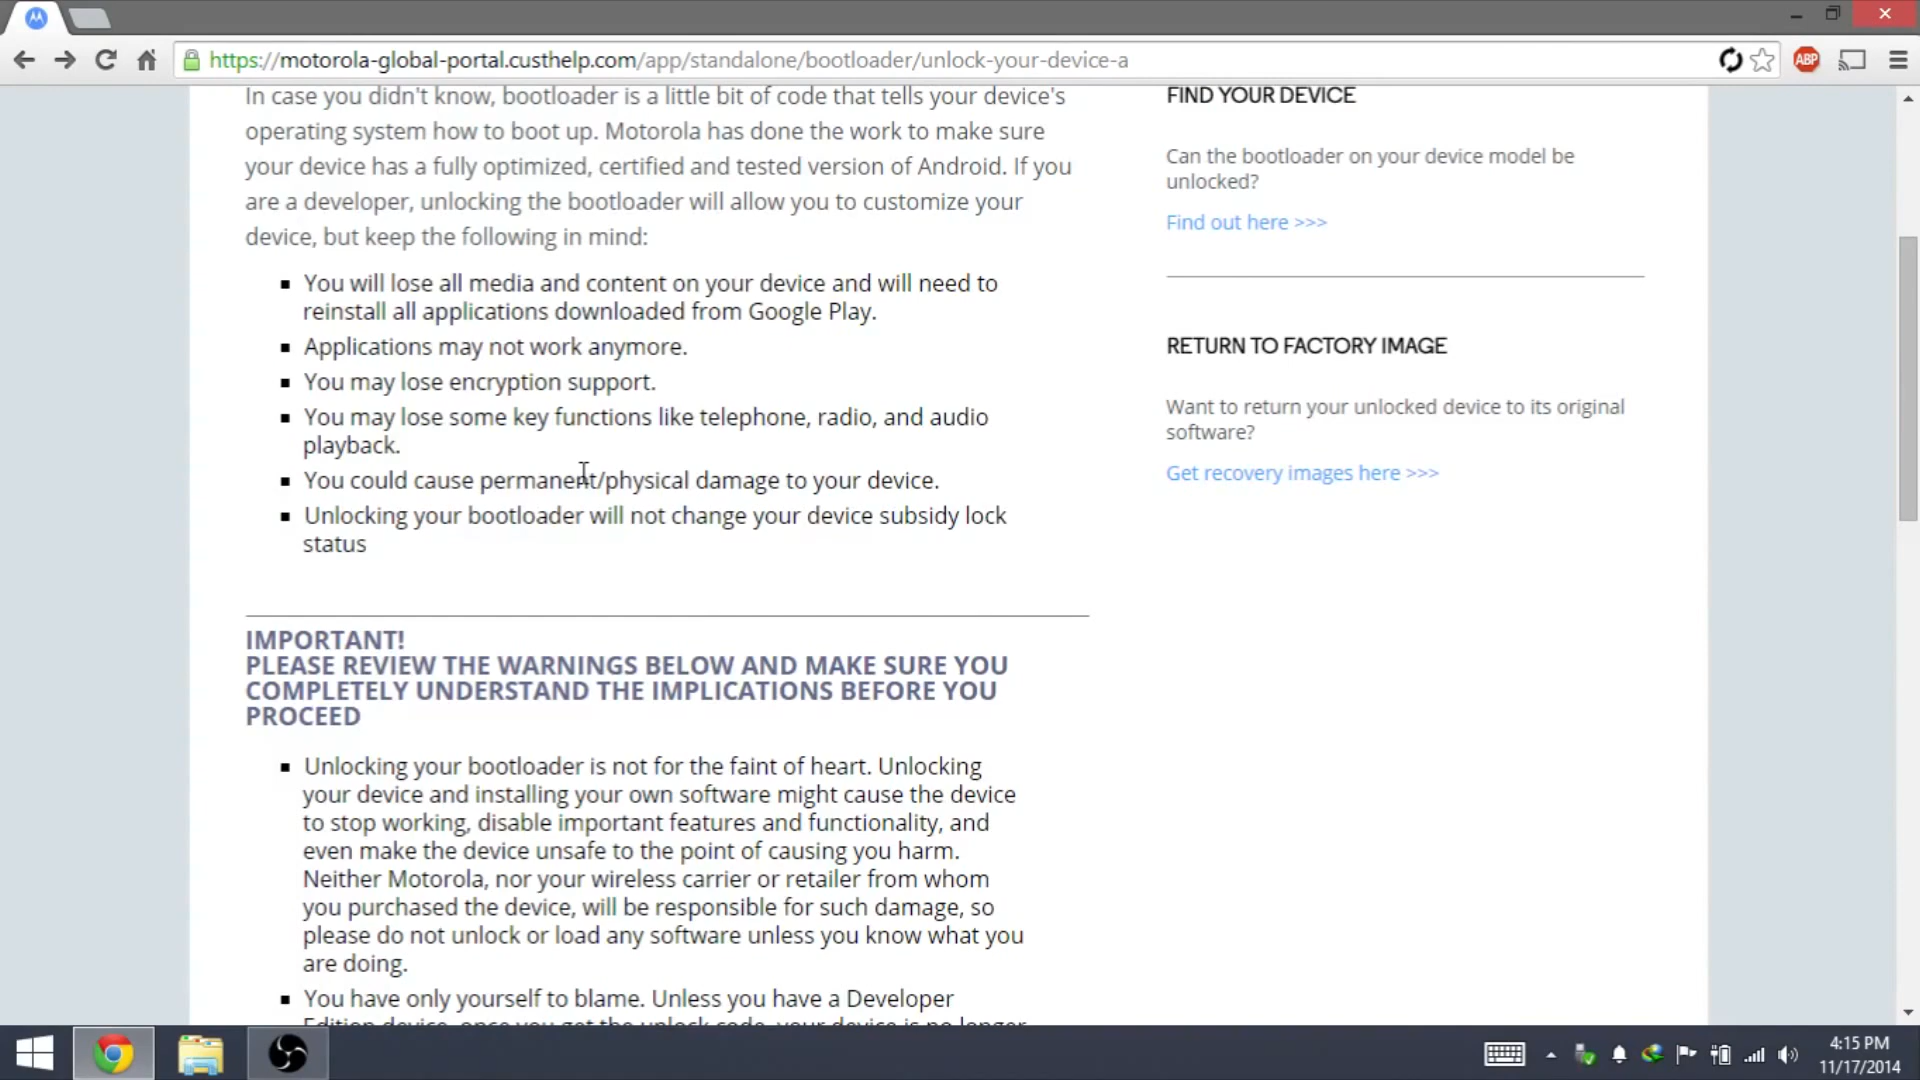 https://motorola-global-portal.custhelp.com/app/standalone/bootloader/unlock-your-device-a
ABP
In case you didn't know, bootloader is a little bit of code that tells your device's
operating system how to boot up. Motorola has done the work to make sure
your device has a fully optimized, certified and tested version of Android. If you
are a developer, unlocking the bootloader will allow you to customize your
device, but keep the following in mind:
You will lose all media and content on your device and will need to
reinstall all applications downloaded from Google Play.
Applications may not work anymore.
You may lose encryption support.
You may lose some key functions like telephone, radio, and audio
playback.
You could cause permanent/physical damage to your device.
Unlocking your bootloader will not change your device subsidy lock
status
IMPORTANT!
PLEASE REVIEW THE WARNINGS BELOW AND MAKE SURE YOU
COMPLETELY UNDERSTAND THE IMPLICATIONS BEFORE YOU
PROCEED
Unlocking your bootloader is not for the faint of heart. Unlocking
your device and installing your own software might cause the device
to stop working, disable important features and functionality, and
even make the device unsafe to the point of causing you harm.
Neither Motorola, nor your wireless carrier or retailer from whom
you purchased the device, will be responsible for such damage, so
please do not unlock or load any software unless you know what you
are doing.
You have only yourself to blame. Unless you have a Developer
Edition device, once you get the unlock code, your device is no longer
FIND YOUR DEVICE
Can the bootloader on your device model be
unlocked?
Find out here >>>
RETURN TO FACTORY IMAGE
Want to return your unlocked device to its original
software?
Get recovery images here >>>
4:15 PM
11/17/2014